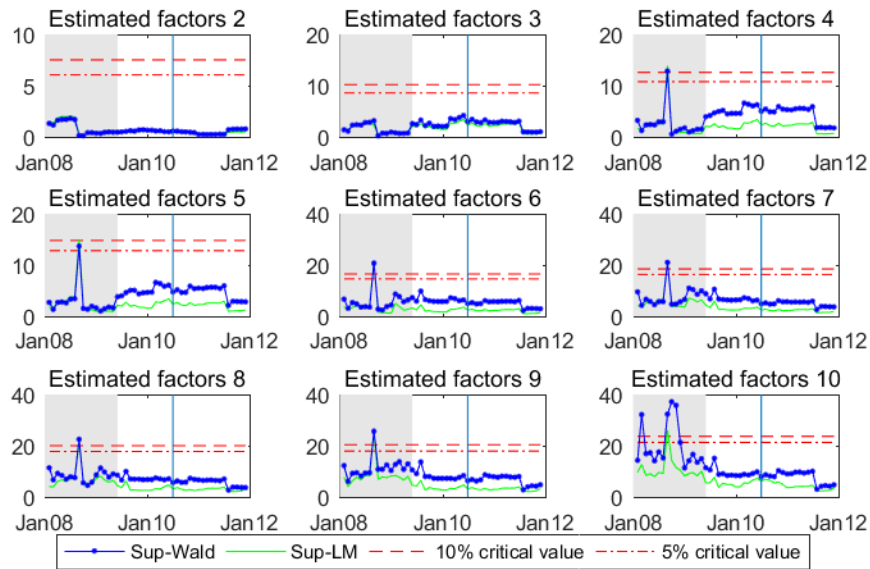 Estimated factors 2 Estimated factors 3 Estimated factors 4
10 20 20
5 10 10
0 0 0
Jan08 Jan10 Jan12 Jan08 Jan10 Jan12 Jan08 Jan10 Jan12
Estimated factors 5 Estimated factors 6 Estimated factors 7
20 40 40
10 20 20
0 0 0
Jan08 Jan10 Jan12 Jan08 Jan10 Jan12 Jan08 Jan10 Jan12
Estimated factors 8 Estimated factors 9 Estimated factors 10
40 40 40
20 20 20
0 0 0
Jan08 Jan10 Jan12 Jan08 Jan10 Jan12 Jan08 Jan10 Jan12
Sup-Wald Sup-LM 10% critical value 5% critical value